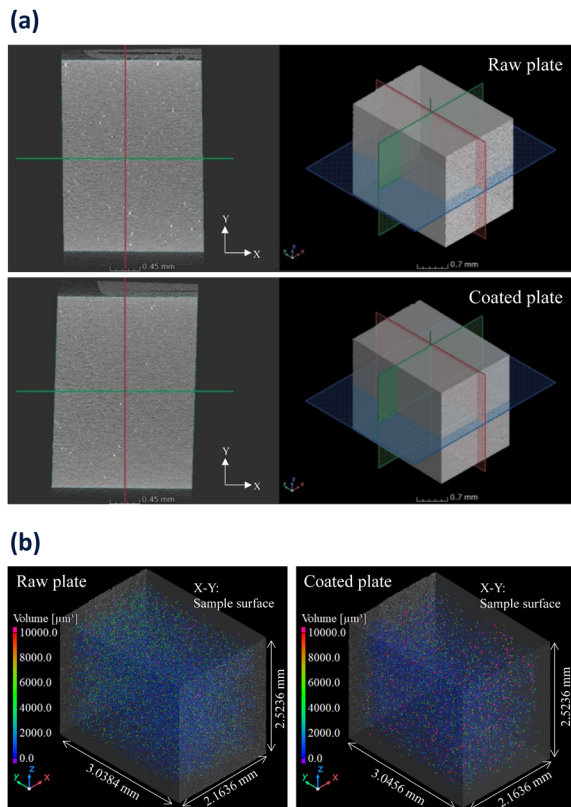 (a)
Raw plate
Y
X
0.45 mm
z
0.7 mm
Coated plate
Y
X
0.45 mm
z
0.7 mm
(b)
Raw plate
X-Y:
Sample surface
Volume [µm³]
10000.0
8000.0
6000.0
4000.0
2000.0
0.0
z
y
x
3.0384 mm
2.1636 mm
2.5236 mm
Coated plate
X-Y:
Sample surface
Volume [µm³]
10000.0
8000.0
6000.0
4000.0
2000.0
0.0
z
y
x
3.0456 mm
2.1636 mm
2.5236 mm